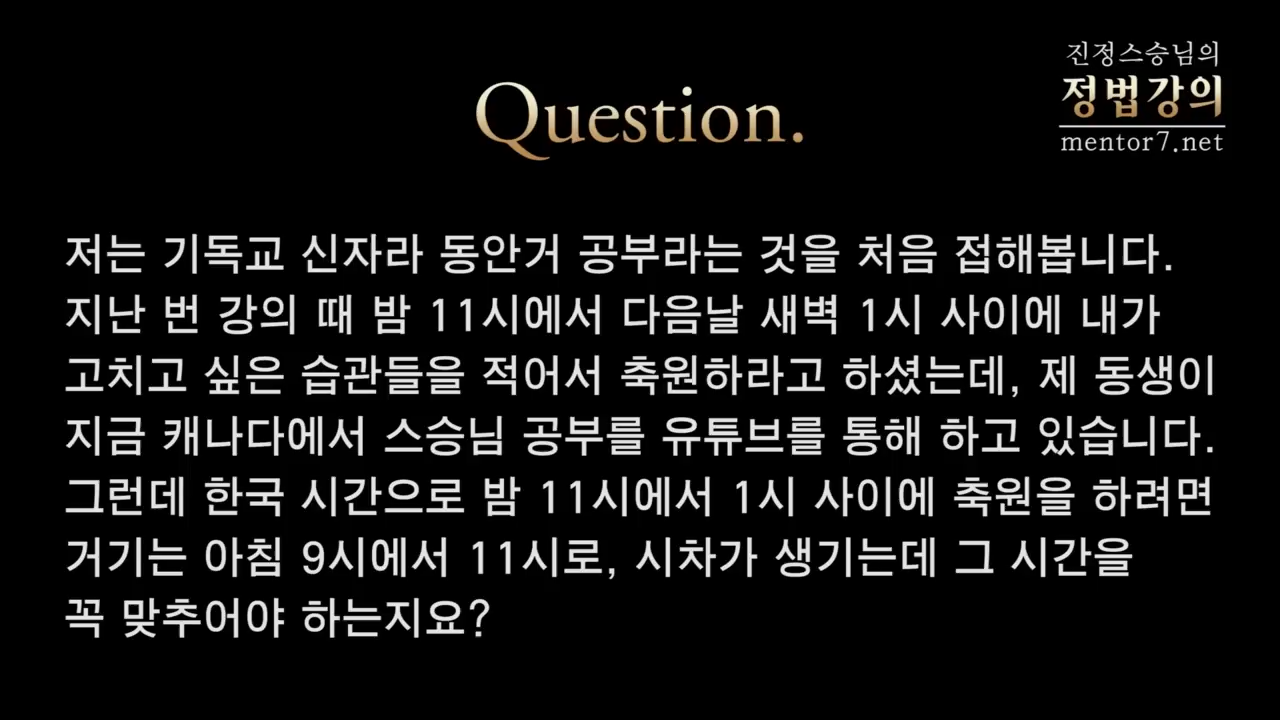 진정스승님의
정법강의
mentor7.net
Question.
저는 기독교 신자라 동안거 공부라는 것을 처음 접해봅니다.
지난 번 강의 때 밤 11시에서 다음날 새벽 1시 사이에 내가
고치고 싶은 습관들을 적어서 축원하라고 하셨는데, 제 동생이
지금 캐나다에서 스승님 공부를 유튜브를 통해 하고 있습니다.
그런데 한국 시간으로 밤 11시에서 1시 사이에 축원을 하려면
거기는 아침 9시에서 11시로, 시차가 생기는데 그 시간을
꼭 맞추어야 하는지요?